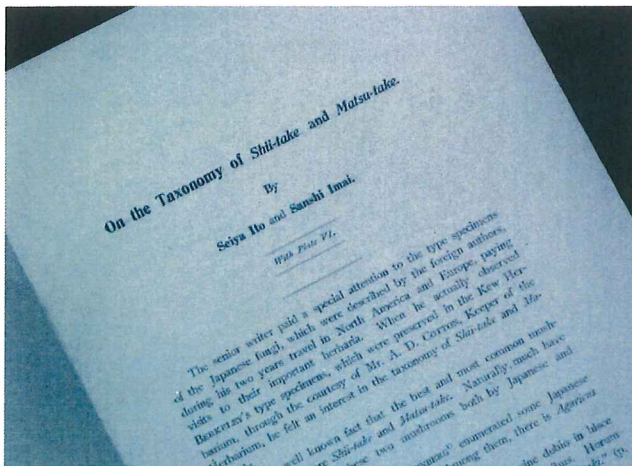 On the Taxonomy of Shii-take and Matsu-take.
By
Seiya Ito and Sanshi Imai.
With Plate VI.
The senior writer paid a special attention to the type specimens
of the Japanese fungi, which were described by the foreign authors,
during his two years travel in North America and Europe, paying
visits to their important herbaria. When he actually observed
BERKELEY's type specimens, which were preserved in the Kew Her-
barium, through the courtesy of Mr. A. D. COTTON, Keeper of the
Herbarium, he felt an interest in the taxonomy of Shii-take and Ma-
well known fact that the best and most common mush-
Shii-take and Matsu-take. Naturally, much have
these two mushrooms both by Japanese and
enumerated some Japanese
among them, there is Agaricus
dubio in hisce
(p.